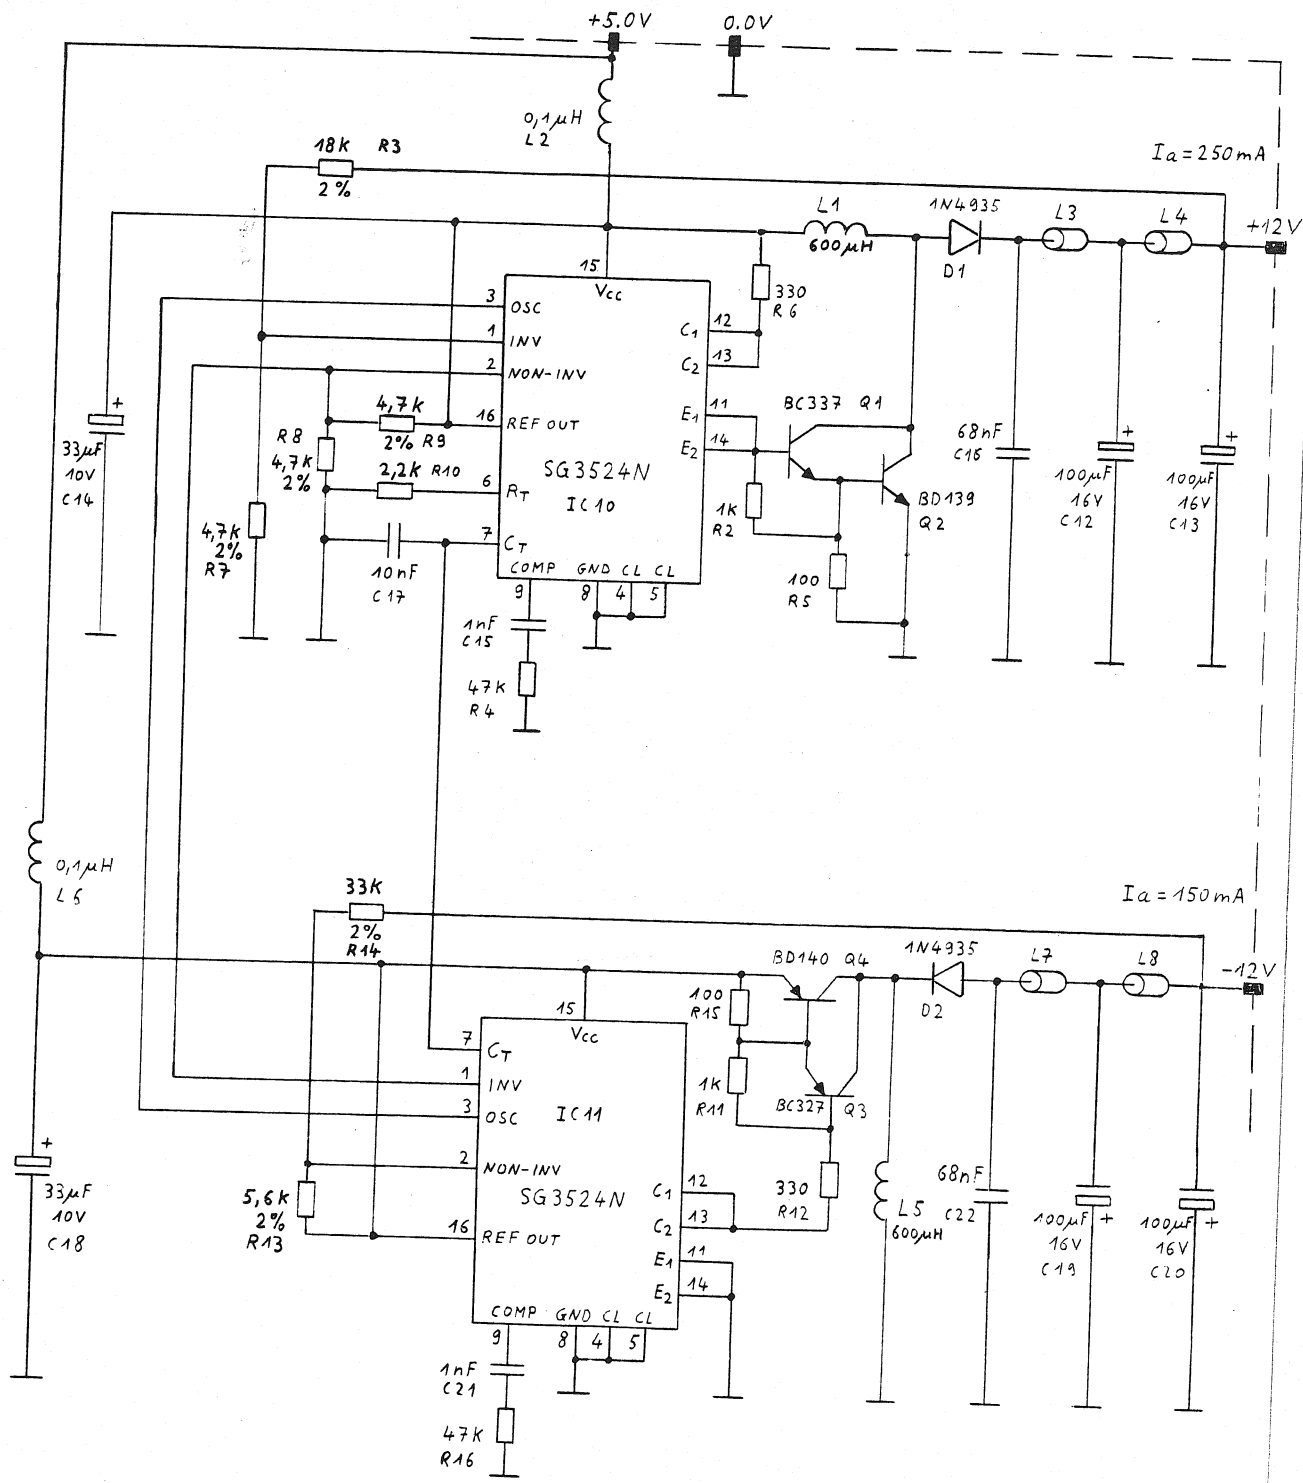 +5.0V 0.0V
0,1µH
L2
18K R3
2%
Ia=250mA
L1
600µH
1N4935
D1
L3
L4
+12V
15
Vcc
3 OSC
1 INV
2 NON-INV
16 REF OUT
6 RT
7 CT
C1 12
C2 13
E1 11
E2 14
SG3524N
IC10
COMP GND CL CL
9 8 4 5
330
R6
4,7K
2% R9
R8
4,7K
2%
2,2K R10
10nF
C17
4,7K
2%
R7
33µF
10V
C14
+
1nF
C15
47K
R4
BC337 Q1
BD139
Q2
1K
R2
100
R5
68nF
C16
+
100µF
16V
C12
+
100µF
16V
C13
0,1µH
L6
33K
2%
R14
Ia=150mA
BD140 Q4
1N4935
D2
L7
L8
-12V
100
R15
1K
R11
BC327 Q3
15
Vcc
7 CT
1 INV
3 OSC
2 NON-INV
16 REF OUT
IC11
SG3524N
C1 12
C2 13
E1 11
E2 14
COMP GND CL CL
9 8 4 5
5,6K
2%
R13
+
33µF
10V
C18
330
R12
L5
600µH
68nF
C22
100µF +
16V
C19
100µF +
16V
C20
1nF
C21
47K
R16